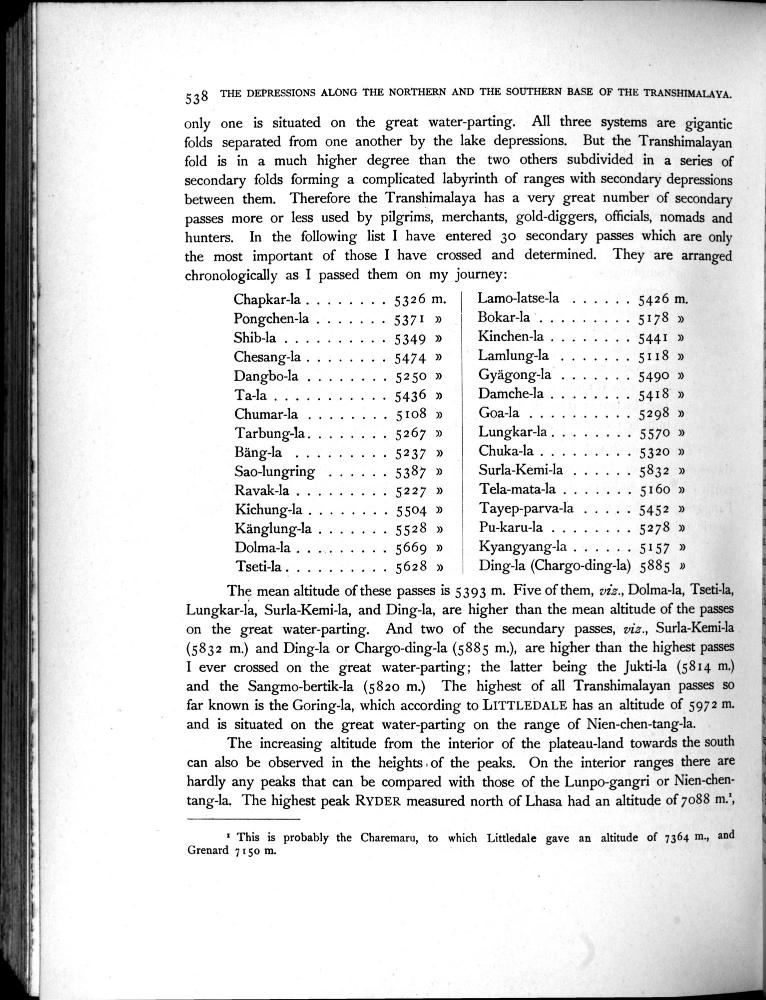 538 THE DEPRESSIONS ALONG THE NORTHERN AND THE SOUTHERN BASE OF THE TRANSHIMALAYA.
only one is situated on the great water-parting. All three systems are gigantic
folds separated from one another by the lake depressions. But the Transhimalayan
fold is in a much higher degree than the two others subdivided in a series of
secondary folds forming a complicated labyrinth of ranges with secondary depressions
between them. Therefore the Transhimalaya has a very great number of secondary
passes more or less used by pilgrims, merchants, gold-diggers, officials, nomads and
hunters. In the following list I have entered 30 secondary passes which are only
the most important of those I have crossed and determined. They are arranged
chronologically as I passed them on my journey:
Chapkar-la . . . . . . . . 5326 m.
Pongchen-la . . . . . . . 5371 »
Shib-la . . . . . . . . . . 5349 »
Chesang-la . . . . . . . . 5474 »
Dangbo-la . . . . . . . . 5250 »
Ta-la . . . . . . . . . . . 5436 »
Chumar-la . . . . . . . . 5108 »
Tarbung-la . . . . . . . . 5267 »
Bäng-la . . . . . . . . . 5237 »
Sao-lungring . . . . . . 5387 »
Ravak-la . . . . . . . . . 5227 »
Kichung-la . . . . . . . . 5504 »
Känglung-la . . . . . . . 5528 »
Dolma-la . . . . . . . . . 5669 »
Tseti-la . . . . . . . . . . 5628 »
Lamo-latse-la . . . . . . 5426 m.
Bokar-la . . . . . . . . . 5178 »
Kinchen-la . . . . . . . . 5441 »
Lamlung-la . . . . . . . 5118 »
Gyägong-la . . . . . . . 5490 »
Damche-la . . . . . . . . 5418 »
Goa-la . . . . . . . . . . 5298 »
Lungkar-la . . . . . . . . 5570 »
Chuka-la . . . . . . . . . 5320 »
Surla-Kemi-la . . . . . . 5832 »
Tela-mata-la . . . . . . . 5160 »
Tayep-parva-la . . . . . 5452 »
Pu-karu-la . . . . . . . . 5278 »
Kyangyang-la . . . . . . 5157 »
Ding-la (Chargo-ding-la) 5885 »
The mean altitude of these passes is 5393 m. Five of them, viz., Dolma-la, Tseti-la,
Lungkar-la, Surla-Kemi-la, and Ding-la, are higher than the mean altitude of the passes
on the great water-parting. And two of the secundary passes, viz., Surla-Kemi-la
(5832 m.) and Ding-la or Chargo-ding-la (5885 m.), are higher than the highest passes
I ever crossed on the great water-parting; the latter being the Jukti-la (5814 m.)
and the Sangmo-bertik-la (5820 m.) The highest of all Transhimalayan passes so
far known is the Goring-la, which according to LITTLEDALE has an altitude of 5972 m.
and is situated on the great water-parting on the range of Nien-chen-tang-la.
The increasing altitude from the interior of the plateau-land towards the south
can also be observed in the heights of the peaks. On the interior ranges there are
hardly any peaks that can be compared with those of the Lunpo-gangri or Nien-chen-
tang-la. The highest peak RYDER measured north of Lhasa had an altitude of 7088 m.¹,
¹ This is probably the Charemaru, to which Littledale gave an altitude of 7364 m., and
Grenard 7150 m.